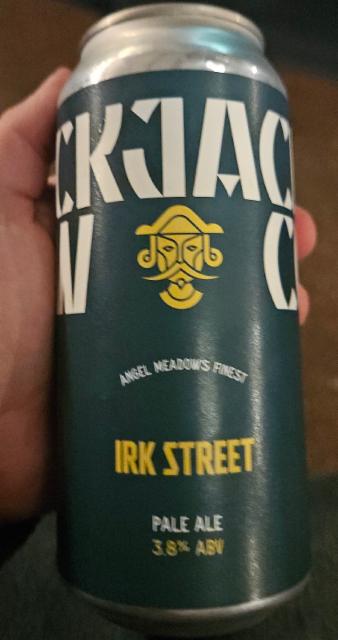 CKJAC
W C
ANGEL MEADOW'S FINEST
IRK STREET
PALE ALE
3.8% ABV